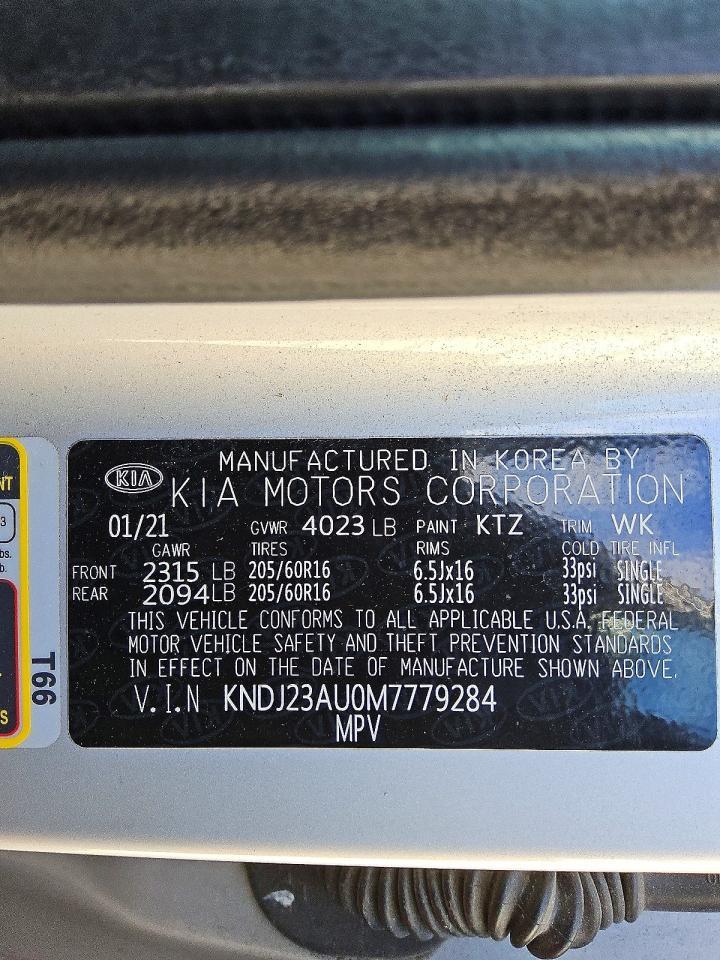 MANUFACTURED IN KOREA BY
KIA KIA MOTORS CORPORATION
01/21 GVWR 4023 LB PAINT KTZ TRIM WK
GAWR TIRES RIMS COLD TIRE INFL
FRONT 2315 LB 205/60R16 6.5Jx16 33psi SINGLE
REAR 2094 LB 205/60R16 6.5Jx16 33psi SINGLE
THIS VEHICLE CONFORMS TO ALL APPLICABLE U.S.A. FEDERAL
MOTOR VEHICLE SAFETY AND THEFT PREVENTION STANDARDS
IN EFFECT ON THE DATE OF MANUFACTURE SHOWN ABOVE.
V.I.N KNDJ23AU0M7779284
MPV
T66
NT
3
bs.
b.
S